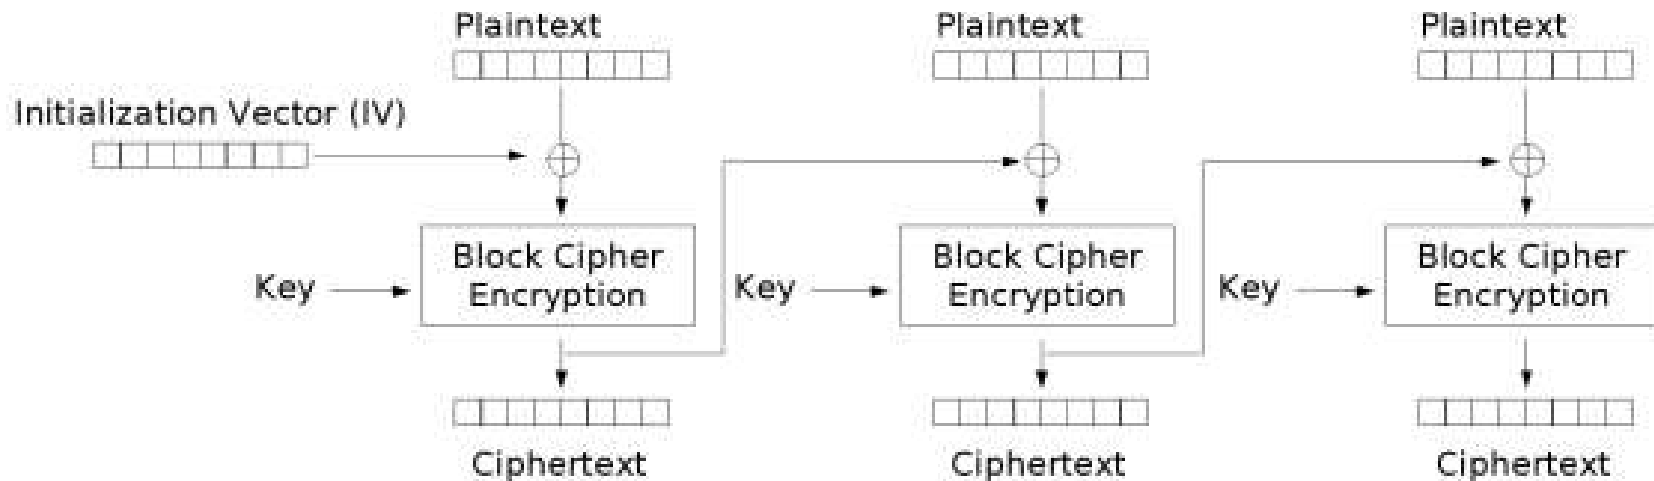 Plaintext
Plaintext
Plaintext
Initialization Vector (IV)
Key
Block Cipher
Encryption
Key
Block Cipher
Encryption
Key
Block Cipher
Encryption
Ciphertext
Ciphertext
Ciphertext